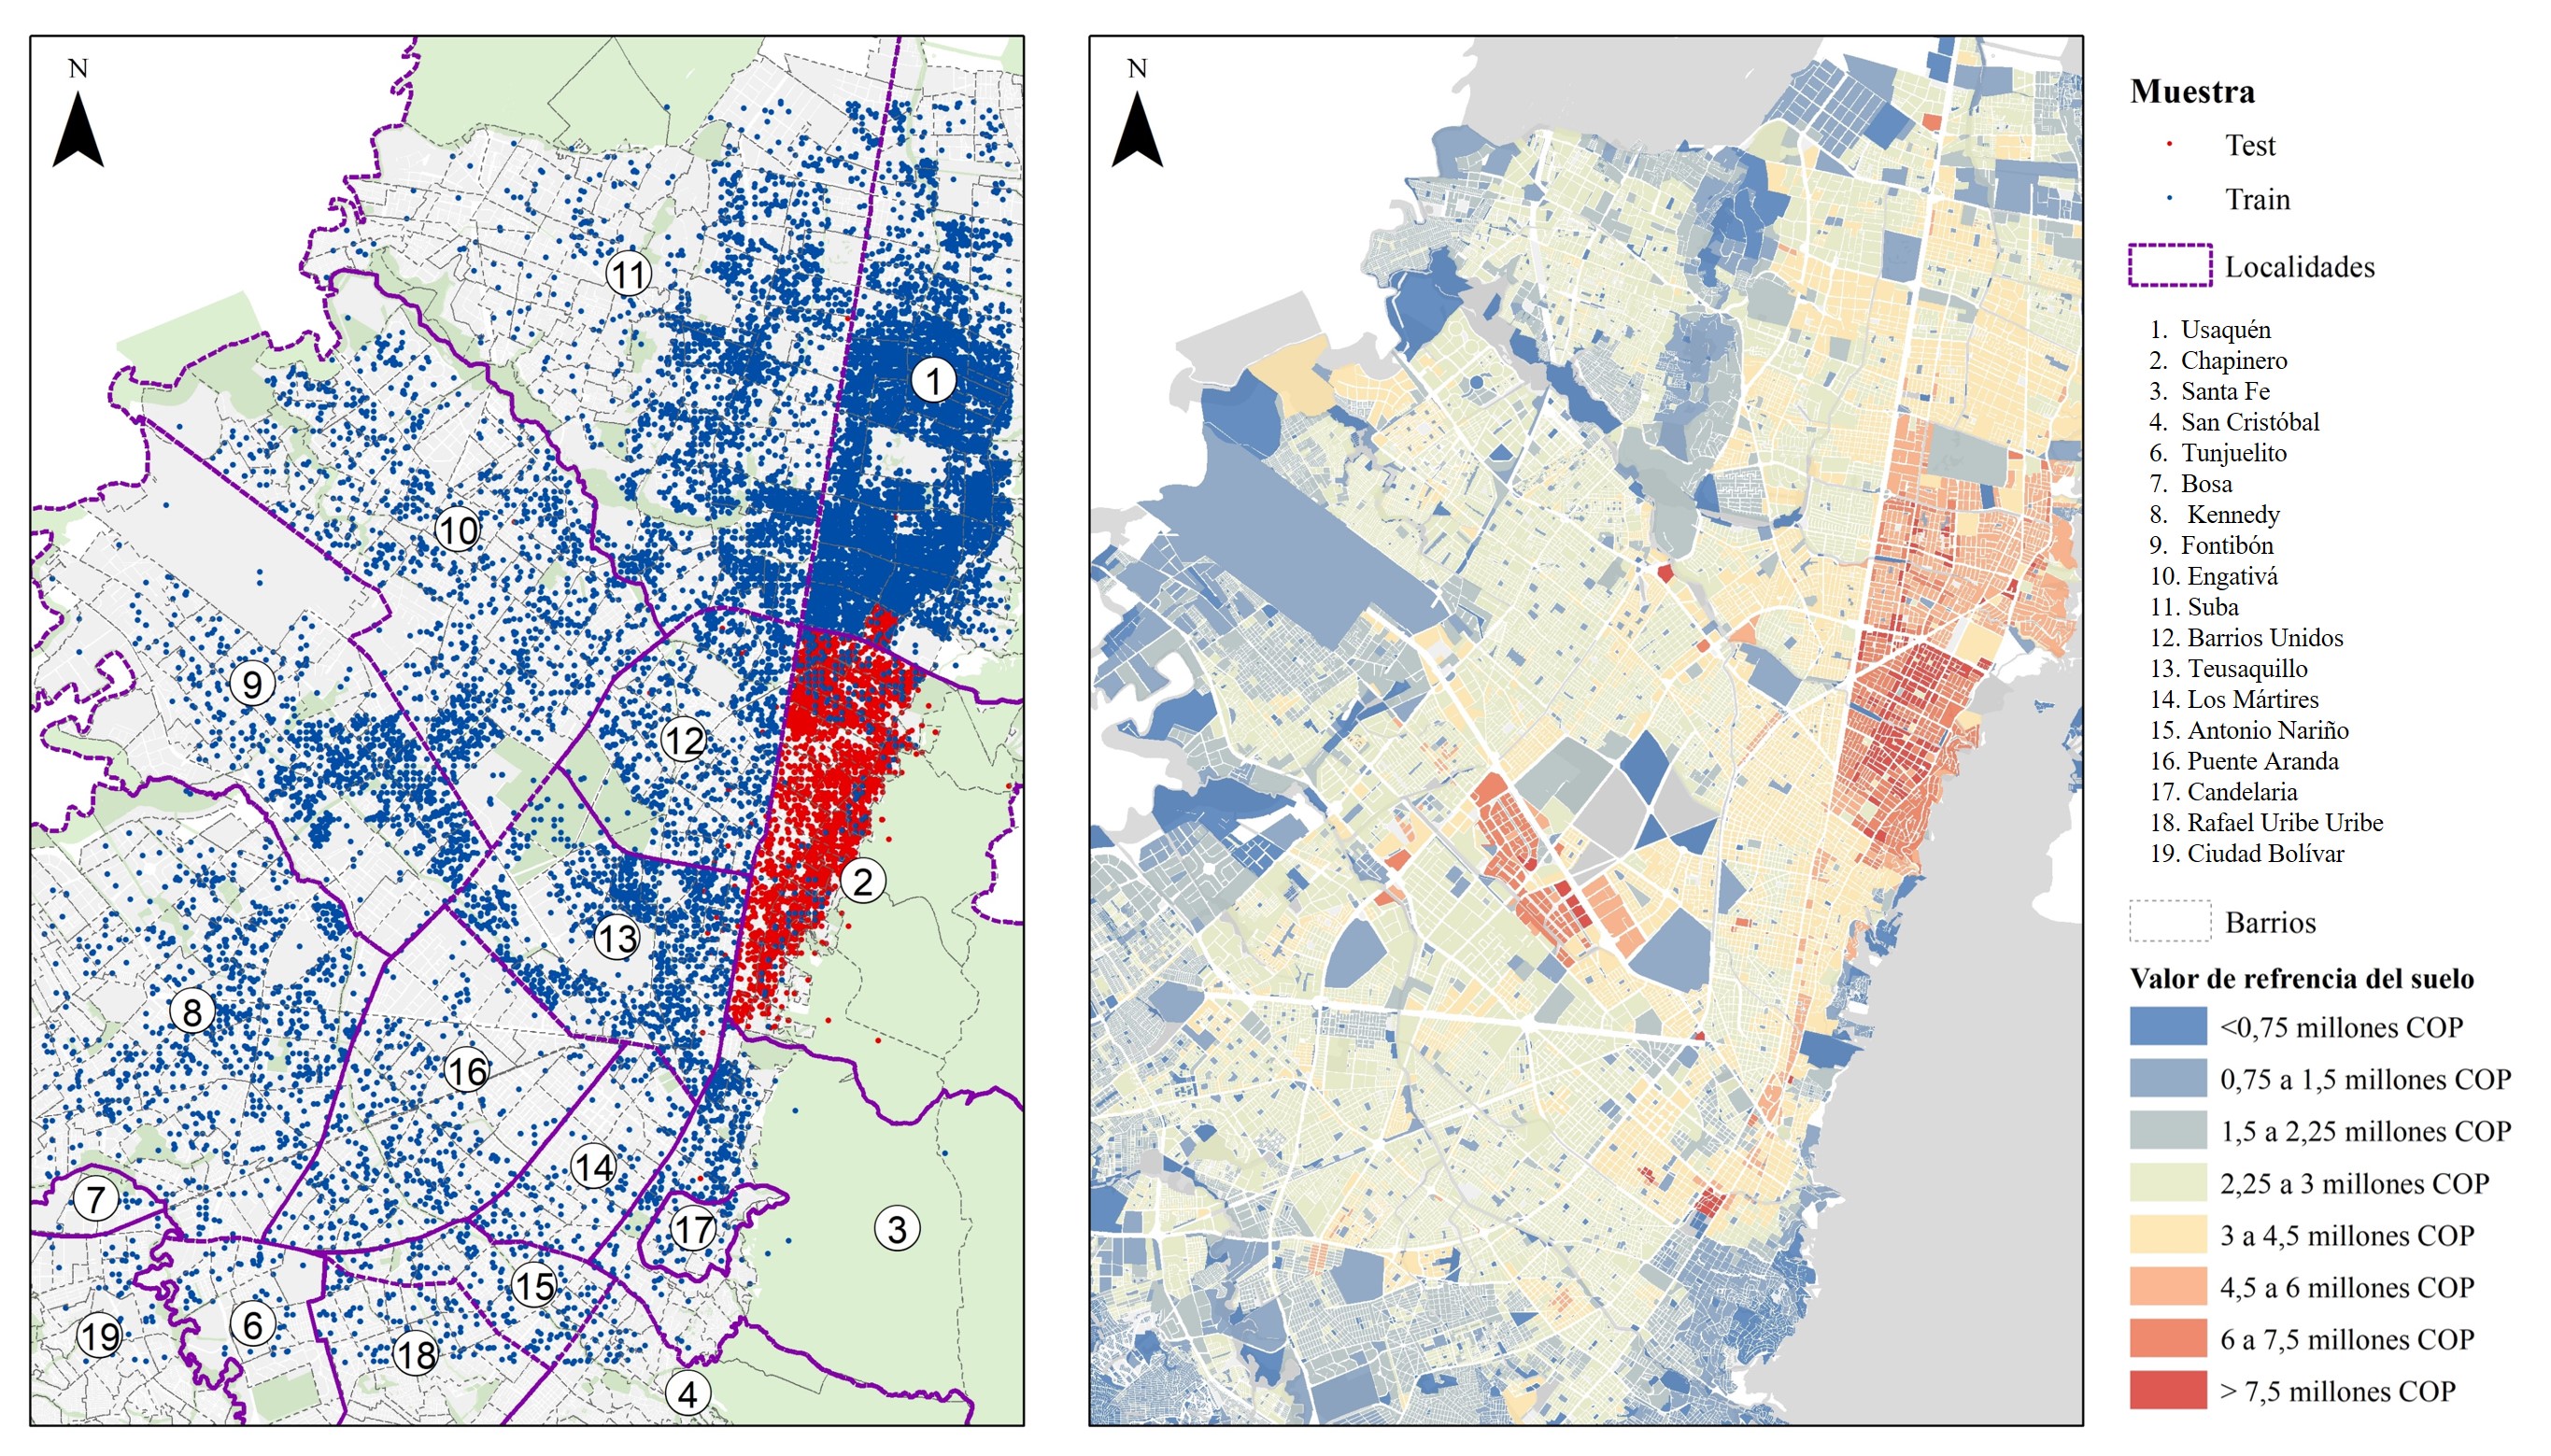 N
11
1
10
9
12
2
13
8
16
14
7
17
3
15
6
19
18
4
N
Muestra
Test
Train
Localidades
1. Usaquén
2. Chapinero
3. Santa Fe
4. San Cristóbal
6. Tunjuelito
7. Bosa
8. Kennedy
9. Fontibón
10. Engativá
11. Suba
12. Barrios Unidos
13. Teusaquillo
14. Los Mártires
15. Antonio Nariño
16. Puente Aranda
17. Candelaria
18. Rafael Uribe Uribe
19. Ciudad Bolívar
Barrios
Valor de refrencia del suelo
<0,75 millones COP
0,75 a 1,5 millones COP
1,5 a 2,25 millones COP
2,25 a 3 millones COP
3 a 4,5 millones COP
4,5 a 6 millones COP
6 a 7,5 millones COP
> 7,5 millones COP